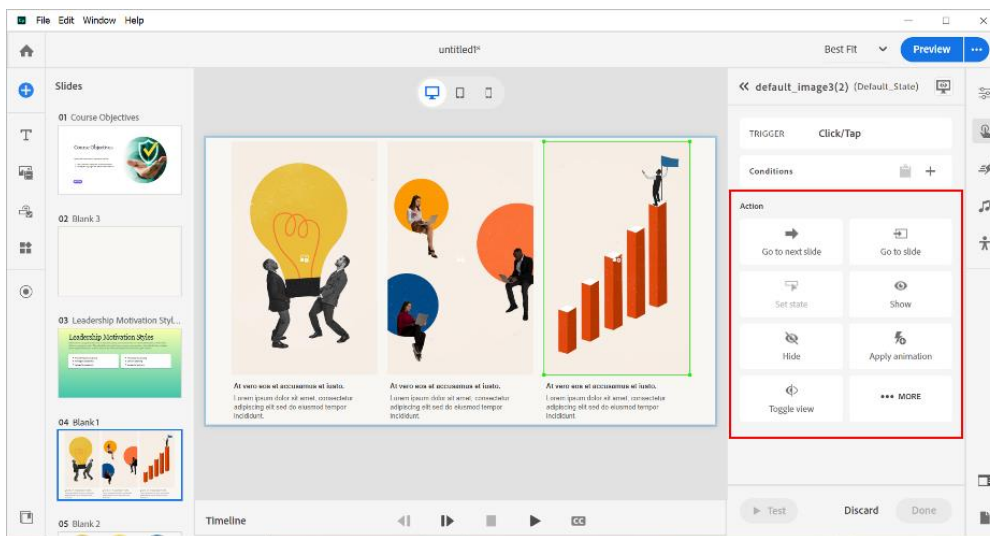 File Edit Window Help
untitled1*
Best Fit
Preview
Slides
01 Course Objectives
Course Objectives
02 Blank 3
03 Leadership Motivation Styl...
Leadership Motivation Styles
04 Blank 1
05 Blank 2
At vero eos et accusamus et iusto.
Lorem ipsum dolor sit amet, consectetur
adipiscing elit sed do eiusmod tempor
incididunt.
At vero eos et accusamus et iusto.
Lorem ipsum dolor sit amet, consectetur
adipiscing elit sed do eiusmod tempor
incididunt.
At vero eos et accusamus et iusto.
Lorem ipsum dolor sit amet, consectetur
adipiscing elit sed do eiusmod tempor
incididunt.
Timeline
CC
default_image3(2) (Default_State)
TRIGGER Click/Tap
Conditions
Action
Go to next slide
Go to slide
Set state
Show
Hide
Apply animation
Toggle view
MORE
Test
Discard
Done